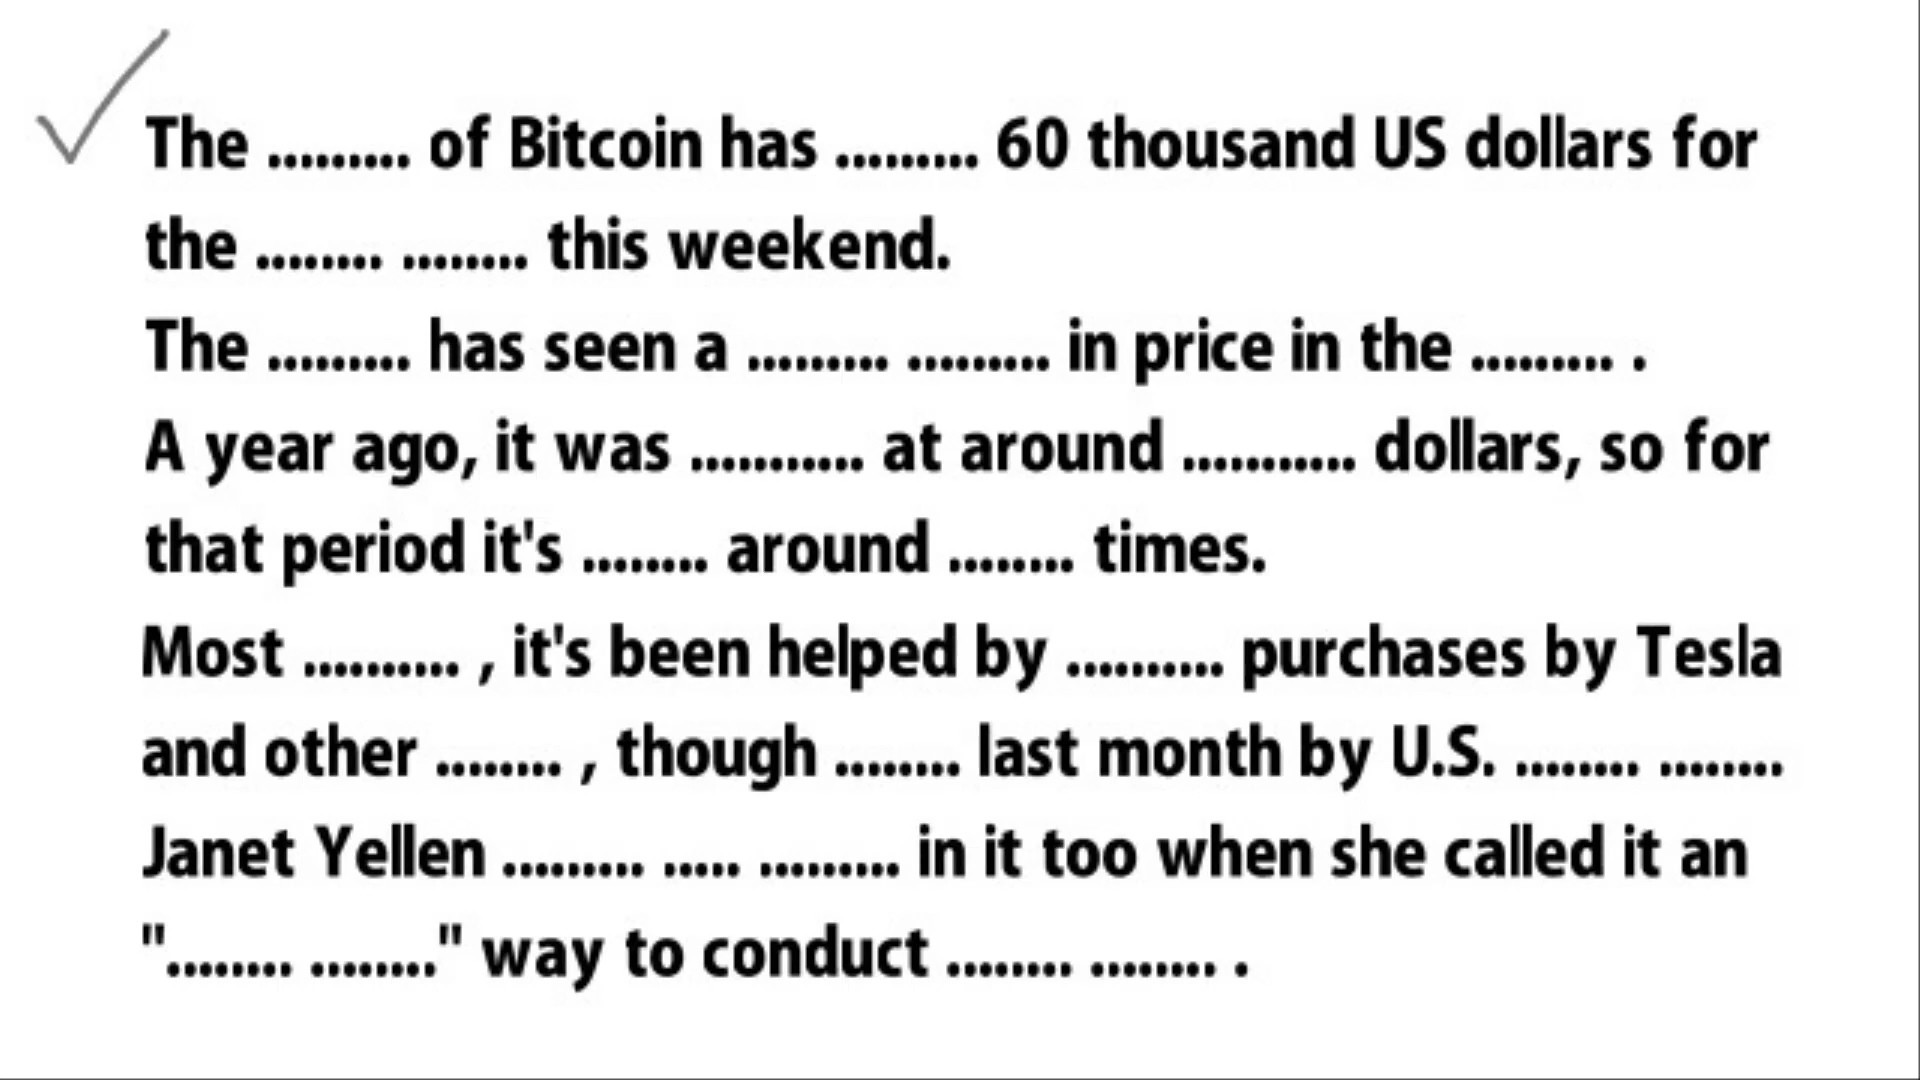 The ......... of Bitcoin has ......... 60 thousand US dollars for
the ........ ........ this weekend.
The ......... has seen a ......... ......... in price in the ......... .
A year ago, it was ........... at around ........... dollars, so for
that period it's ........ around ........ times.
Most .......... , it's been helped by .......... purchases by Tesla
and other ........ , though ........ last month by U.S. ........ ........
Janet Yellen ......... ..... ......... in it too when she called it an
"........ ........" way to conduct ........ ........ .